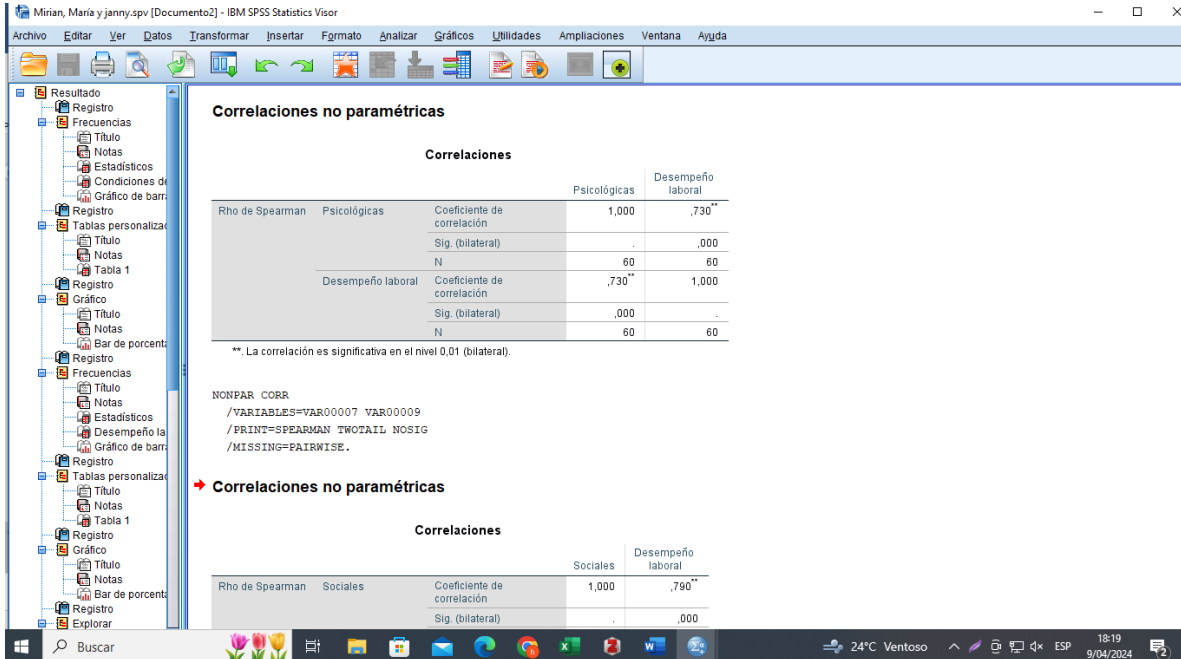 Mirian, María y janny.spv [Documento2] - IBM SPSS Statistics Visor
Archivo Editar Ver Datos Transformar Insertar Formato Analizar Gráficos Utilidades Ampliaciones Ventana Ayuda
Resultado
Registro
Frecuencias
Título
Notas
Estadísticos
Condiciones de
Gráfico de barr
Registro
Tablas personalizad
Título
Notas
Tabla 1
Registro
Gráfico
Título
Notas
Bar de porcenta
Registro
Frecuencias
Título
Notas
Estadísticos
Desempeño la
Gráfico de barr
Registro
Tablas personalizad
Título
Notas
Tabla 1
Registro
Gráfico
Título
Notas
Bar de porcenta
Registro
Explorar
Correlaciones no paramétricas
Correlaciones
Psicológicas Desempeño
laboral
Rho de Spearman Psicológicas Coeficiente de 1,000 ,730**
correlación
Sig. (bilateral) . ,000
N 60 60
Desempeño laboral Coeficiente de ,730** 1,000
correlación
Sig. (bilateral) ,000 .
N 60 60
**. La correlación es significativa en el nivel 0,01 (bilateral).
NONPAR CORR
/VARIABLES=VAR00007 VAR00009
/PRINT=SPEARMAN TWOTAIL NOSIG
/MISSING=PAIRWISE.
Correlaciones no paramétricas
Correlaciones
Sociales Desempeño
laboral
Rho de Spearman Sociales Coeficiente de 1,000 ,790**
correlación
Sig. (bilateral) . ,000
Buscar
24°C Ventoso
ESP
18:19
9/04/2024
2